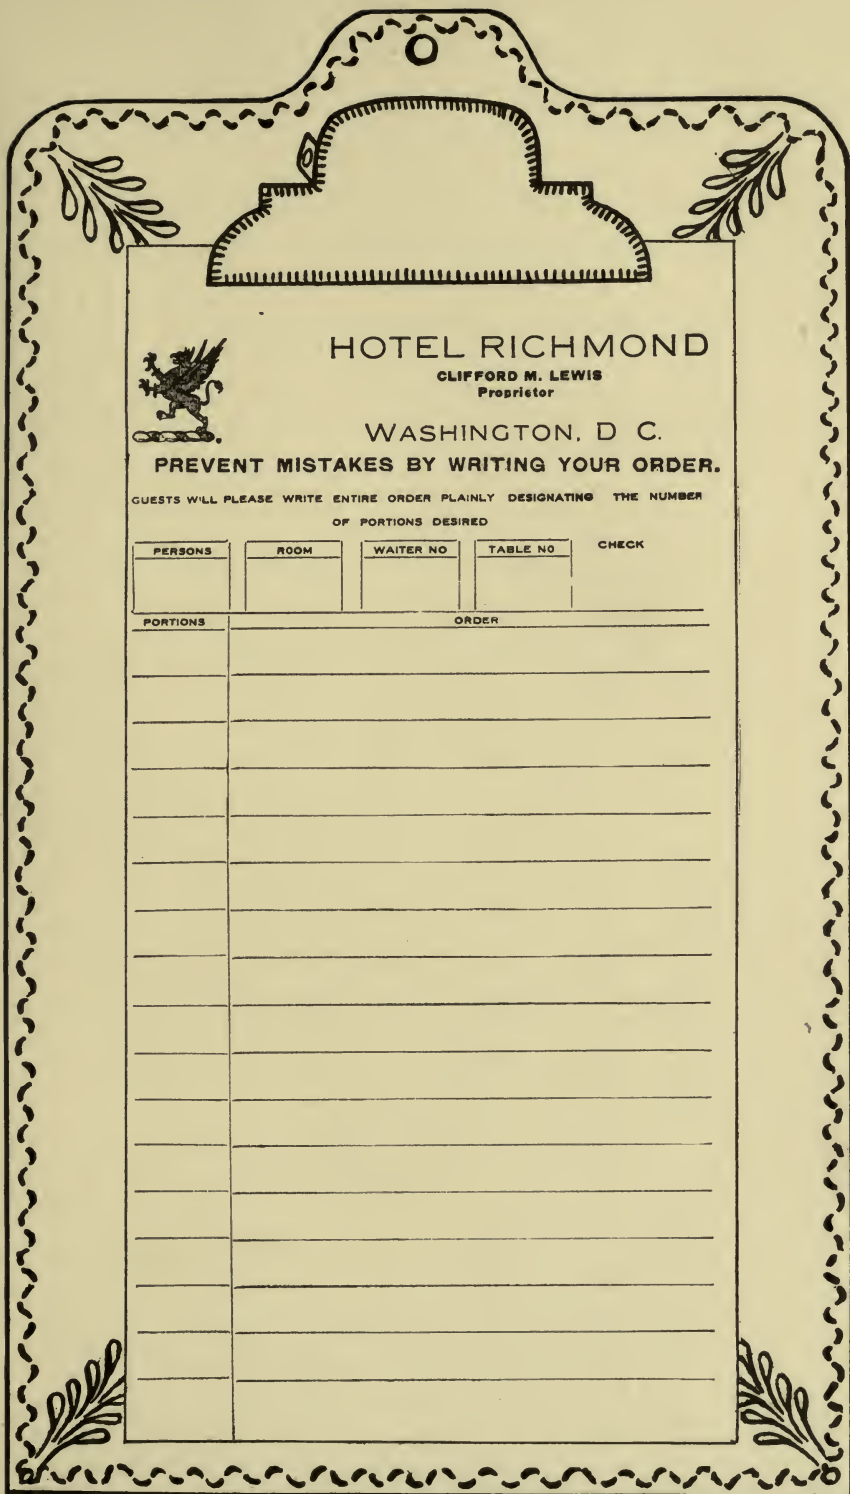 HOTEL RICHMOND
CLIFFORD M. LEWIS
Proprietor
WASHINGTON, D C.
PREVENT MISTAKES BY WRITING YOUR ORDER.
GUESTS W'LL PLEASE WRITE ENTIRE ORDER PLAINLY DESIGNATING THE NUMBER
OF PORTIONS DESIRED
PERSONS ROOM WAITER NO TABLE NO CHECK
PORTIONS ORDER